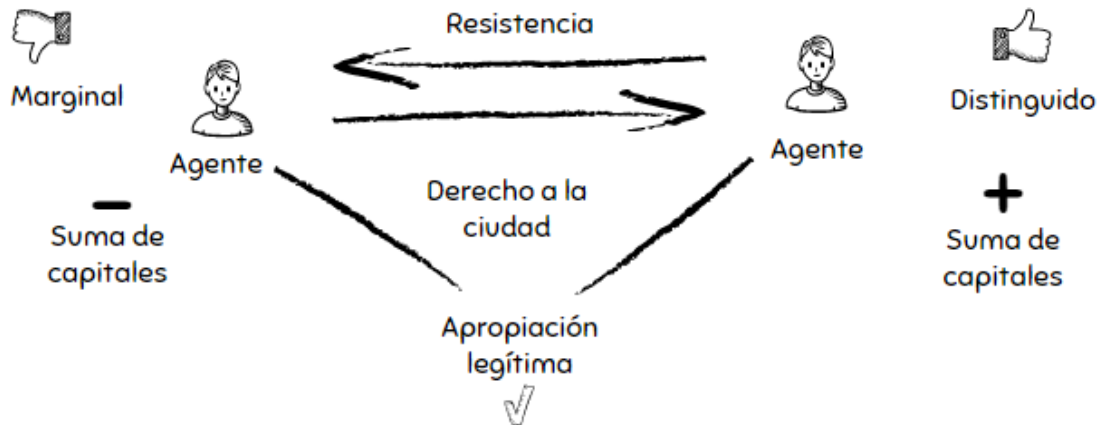 Resistencia
Marginal
Distinguido
Agente
Agente
Derecho a la
ciudad
Suma de
capitales
Suma de
capitales
Apropiación
legítima